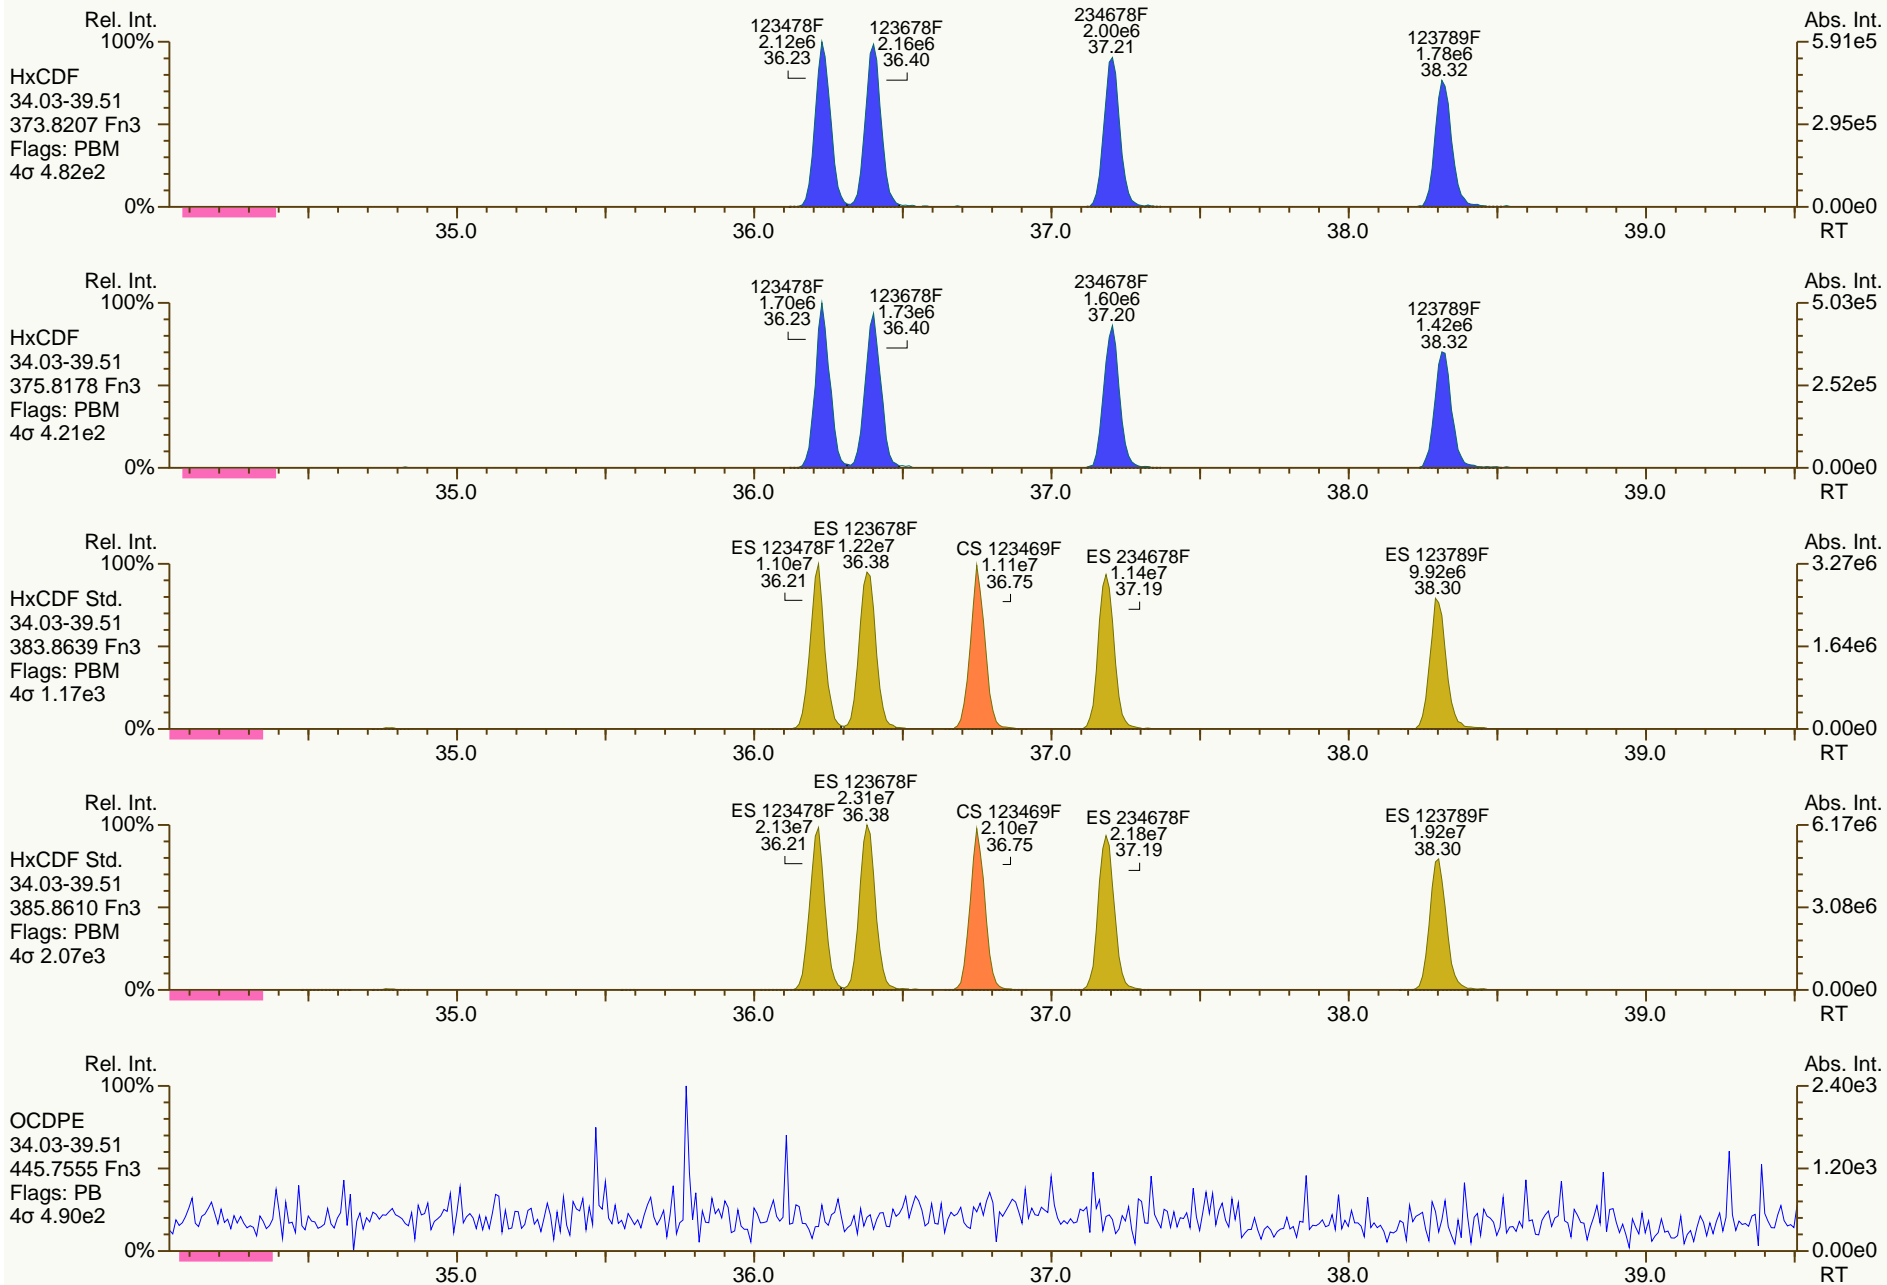 Rel. Int.
Abs. Int.
100%
5.91e5
123478F
2.12e6
36.23
123678F
2.16e6
36.40
234678F
2.00e6
37.21
123789F
1.78e6
38.32
HxCDF
34.03-39.51
373.8207 Fn3
Flags: PBM
4σ 4.82e2
2.95e5
0%
0.00e0
35.0
36.0
37.0
38.0
39.0
RT
Rel. Int.
Abs. Int.
100%
5.03e5
123478F
1.70e6
36.23
123678F
1.73e6
36.40
234678F
1.60e6
37.20
123789F
1.42e6
38.32
HxCDF
34.03-39.51
375.8178 Fn3
Flags: PBM
4σ 4.21e2
2.52e5
0%
0.00e0
35.0
36.0
37.0
38.0
39.0
RT
Rel. Int.
Abs. Int.
100%
3.27e6
ES 123478F
1.10e7
36.21
ES 123678F
1.22e7
36.38
CS 123469F
1.11e7
36.75
ES 234678F
1.14e7
37.19
ES 123789F
9.92e6
38.30
HxCDF Std.
34.03-39.51
383.8639 Fn3
Flags: PBM
4σ 1.17e3
1.64e6
0%
0.00e0
35.0
36.0
37.0
38.0
39.0
RT
Rel. Int.
Abs. Int.
100%
6.17e6
ES 123478F
2.13e7
36.21
ES 123678F
2.31e7
36.38
CS 123469F
2.10e7
36.75
ES 234678F
2.18e7
37.19
ES 123789F
1.92e7
38.30
HxCDF Std.
34.03-39.51
385.8610 Fn3
Flags: PBM
4σ 2.07e3
3.08e6
0%
0.00e0
35.0
36.0
37.0
38.0
39.0
RT
Rel. Int.
Abs. Int.
100%
2.40e3
OCDPE
34.03-39.51
445.7555 Fn3
Flags: PB
4σ 4.90e2
1.20e3
0%
0.00e0
35.0
36.0
37.0
38.0
39.0
RT